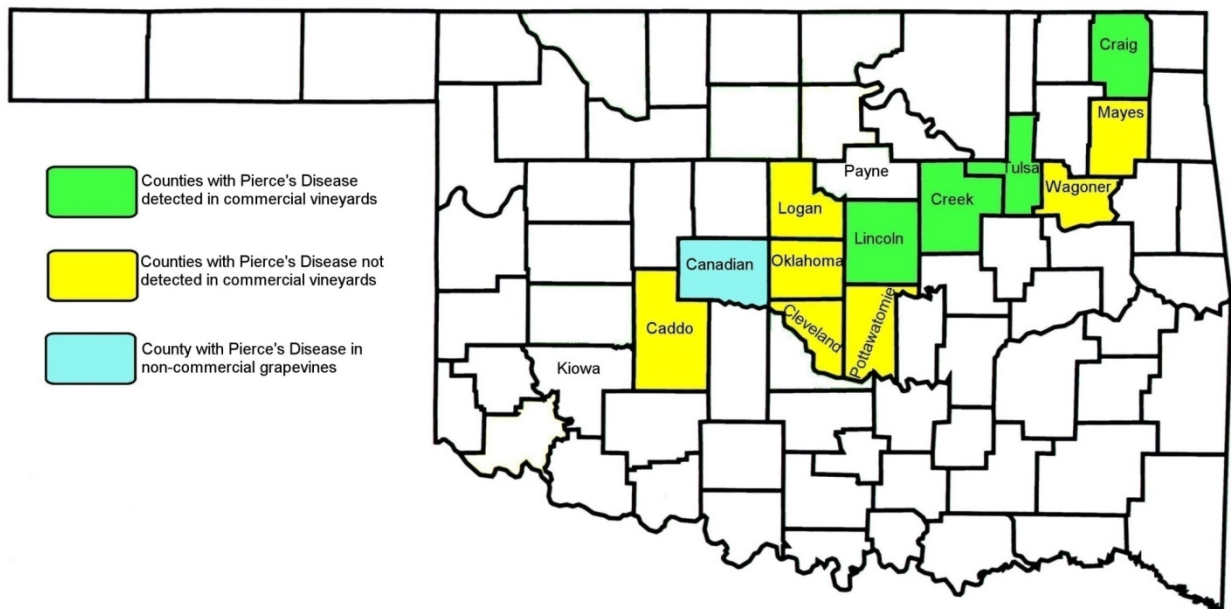 Craig
Mayes
Tulsa
Wagoner
Payne
Creek
Logan
Lincoln
Counties with Pierce's Disease
detected in commercial vineyards
Canadian
Oklahoma
Counties with Pierce's Disease not
detected in commercial vineyards
Cleveland
Pottawatomie
Caddo
County with Pierce's Disease in
non-commercial grapevines
Kiowa